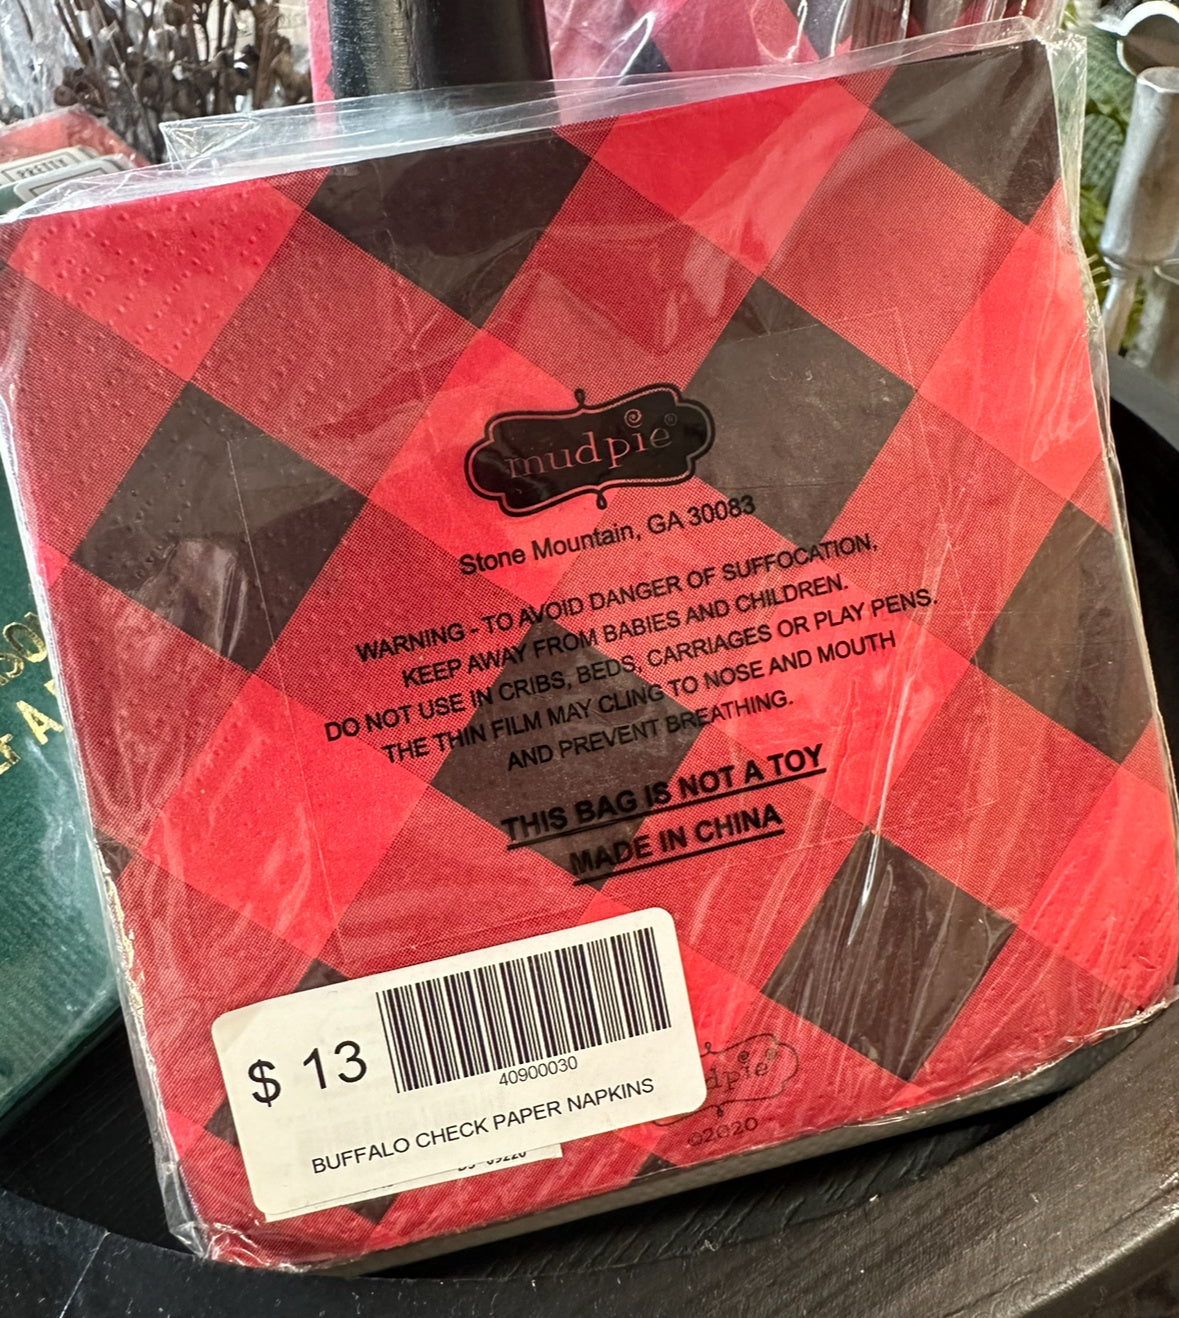 PRETTY
mudpie®
Stone Mountain, GA 30083
WARNING - TO AVOID DANGER OF SUFFOCATION,
KEEP AWAY FROM BABIES AND CHILDREN.
DO NOT USE IN CRIBS, BEDS, CARRIAGES OR PLAY PENS.
THE THIN FILM MAY CLING TO NOSE AND MOUTH
AND PREVENT BREATHING.
THIS BAG IS NOT A TOY
MADE IN CHINA
$ 13
40900030
BUFFALO CHECK PAPER NAPKINS
dpie®
©2020